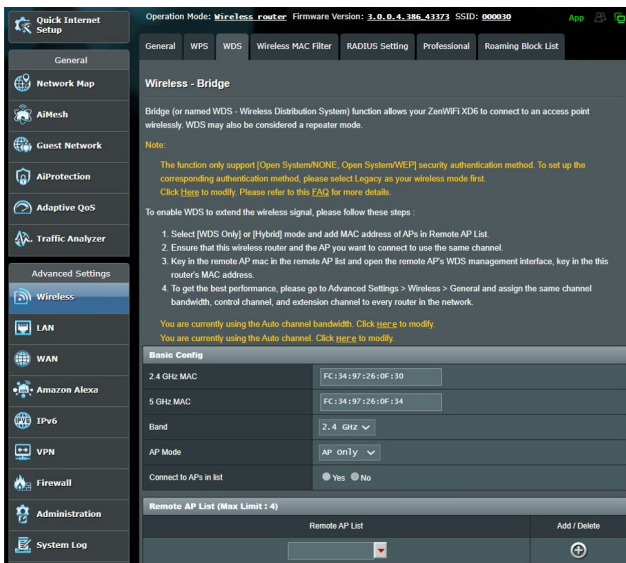 Quick Internet
Setup
General
Network Map
AiMesh
Guest Network
AiProtection
Adaptive QoS
Traffic Analyzer
Advanced Settings
Wireless
LAN
WAN
Amazon Alexa
IPv6
VPN
Firewall
Administration
System Log
Operation Mode: Wireless router Firmware Version: 3.0.0.4.386_43373 SSID: 000030 App
General WPS WDS Wireless MAC Filter RADIUS Setting Professional Roaming Block List
Wireless - Bridge
Bridge (or named WDS - Wireless Distribution System) function allows your ZenWiFi XD6 to connect to an access point
wirelessly. WDS may also be considered a repeater mode.
Note:
The function only support [Open System/NONE, Open System/WEP] security authentication method. To set up the
corresponding authentication method, please select Legacy as your wireless mode first.
Click Here to modify. Please refer to this FAQ for more details.
To enable WDS to extend the wireless signal, please follow these steps :
1. Select [WDS Only] or [Hybrid] mode and add MAC address of APs in Remote AP List.
2. Ensure that this wireless router and the AP you want to connect to use the same channel.
3. Key in the remote AP mac in the remote AP list and open the remote AP's WDS management interface, key in the this
router's MAC address.
4. To get the best performance, please go to Advanced Settings > Wireless > General and assign the same channel
bandwidth, control channel, and extension channel to every router in the network.
You are currently using the Auto channel bandwidth. Click Here to modify.
You are currently using the Auto channel. Click Here to modify.
Basic Config
2.4 GHz MAC FC:34:97:26:0F:30
5 GHz MAC FC:34:97:26:0F:34
Band 2.4 GHz
AP Mode AP Only
Connect to APs in list Yes No
Remote AP List (Max Limit : 4)
Remote AP List Add / Delete